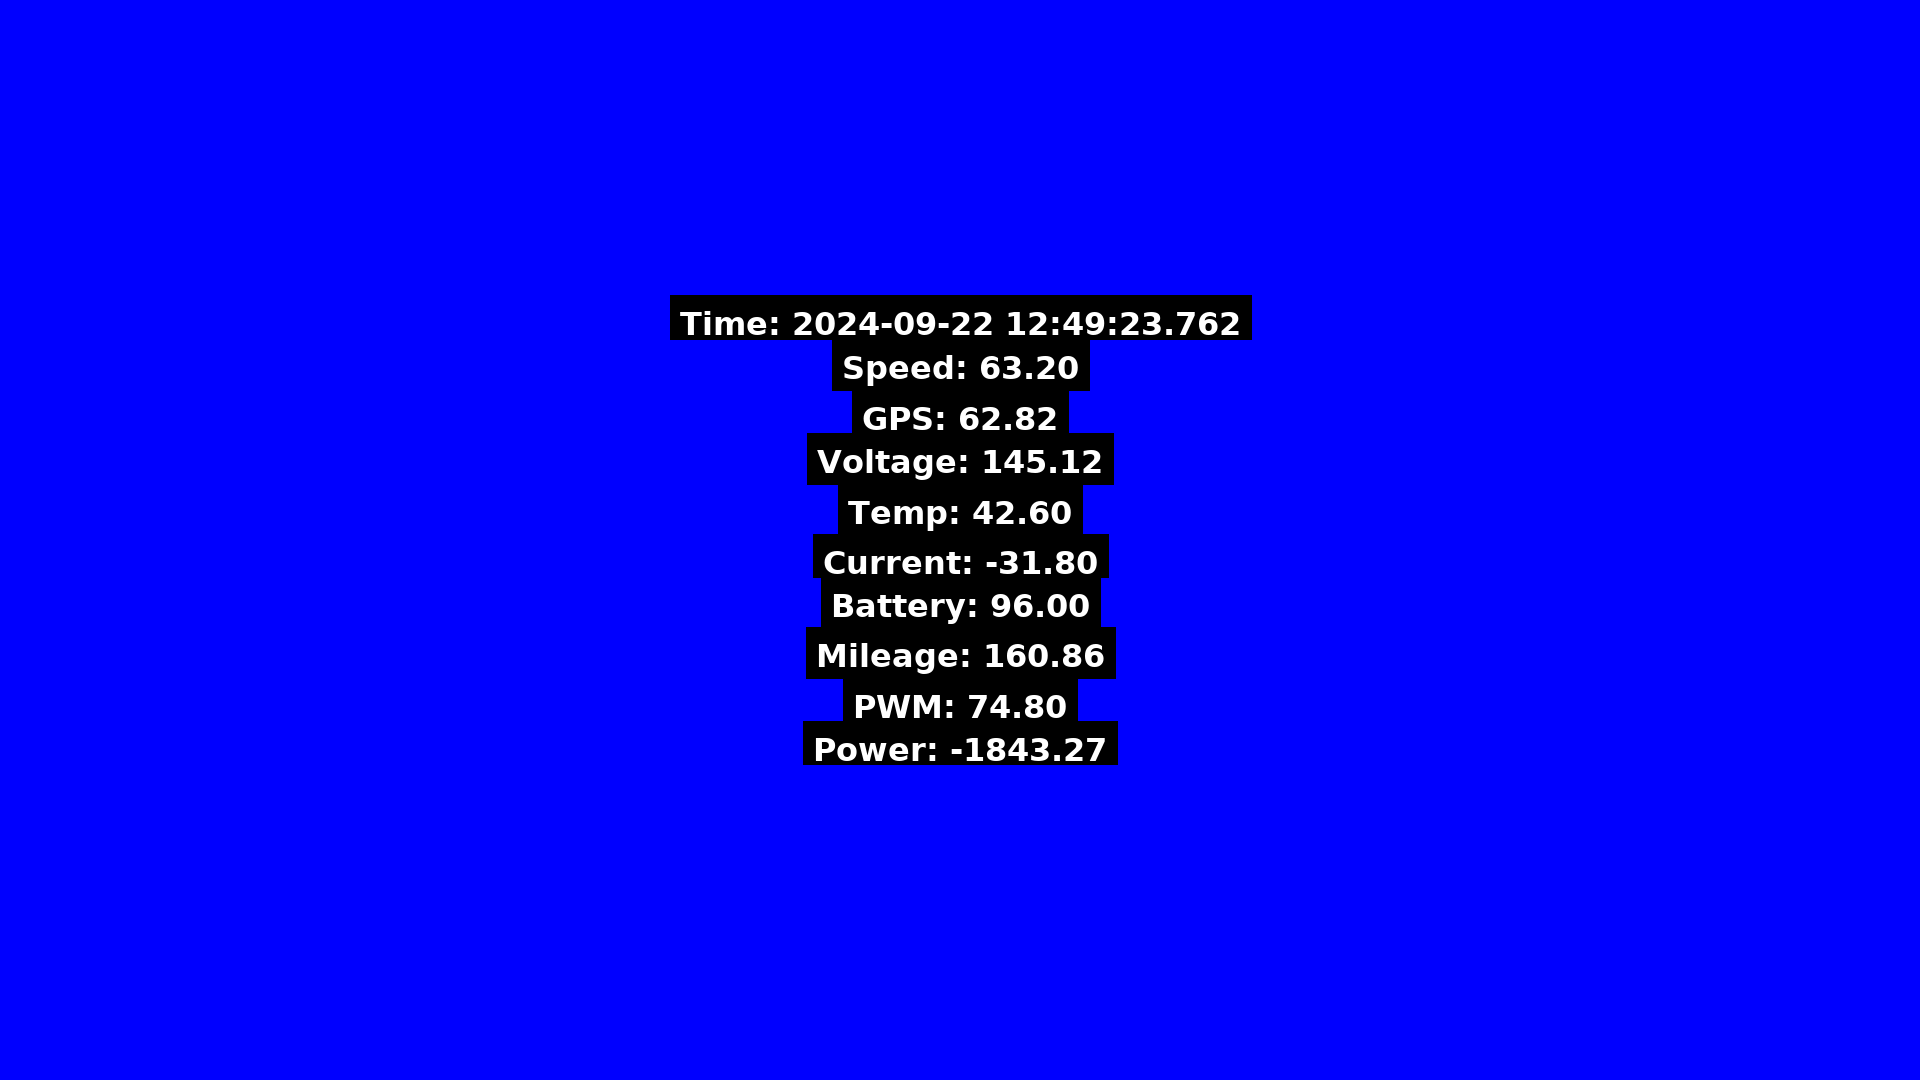 Time: 2024-09-22 12:49:23.762
Speed: 63.20
GPS: 62.82
Voltage: 145.12
Temp: 42.60
Current: -31.80
Battery: 96.00
Mileage: 160.86
PWM: 74.80
Power: -1843.27